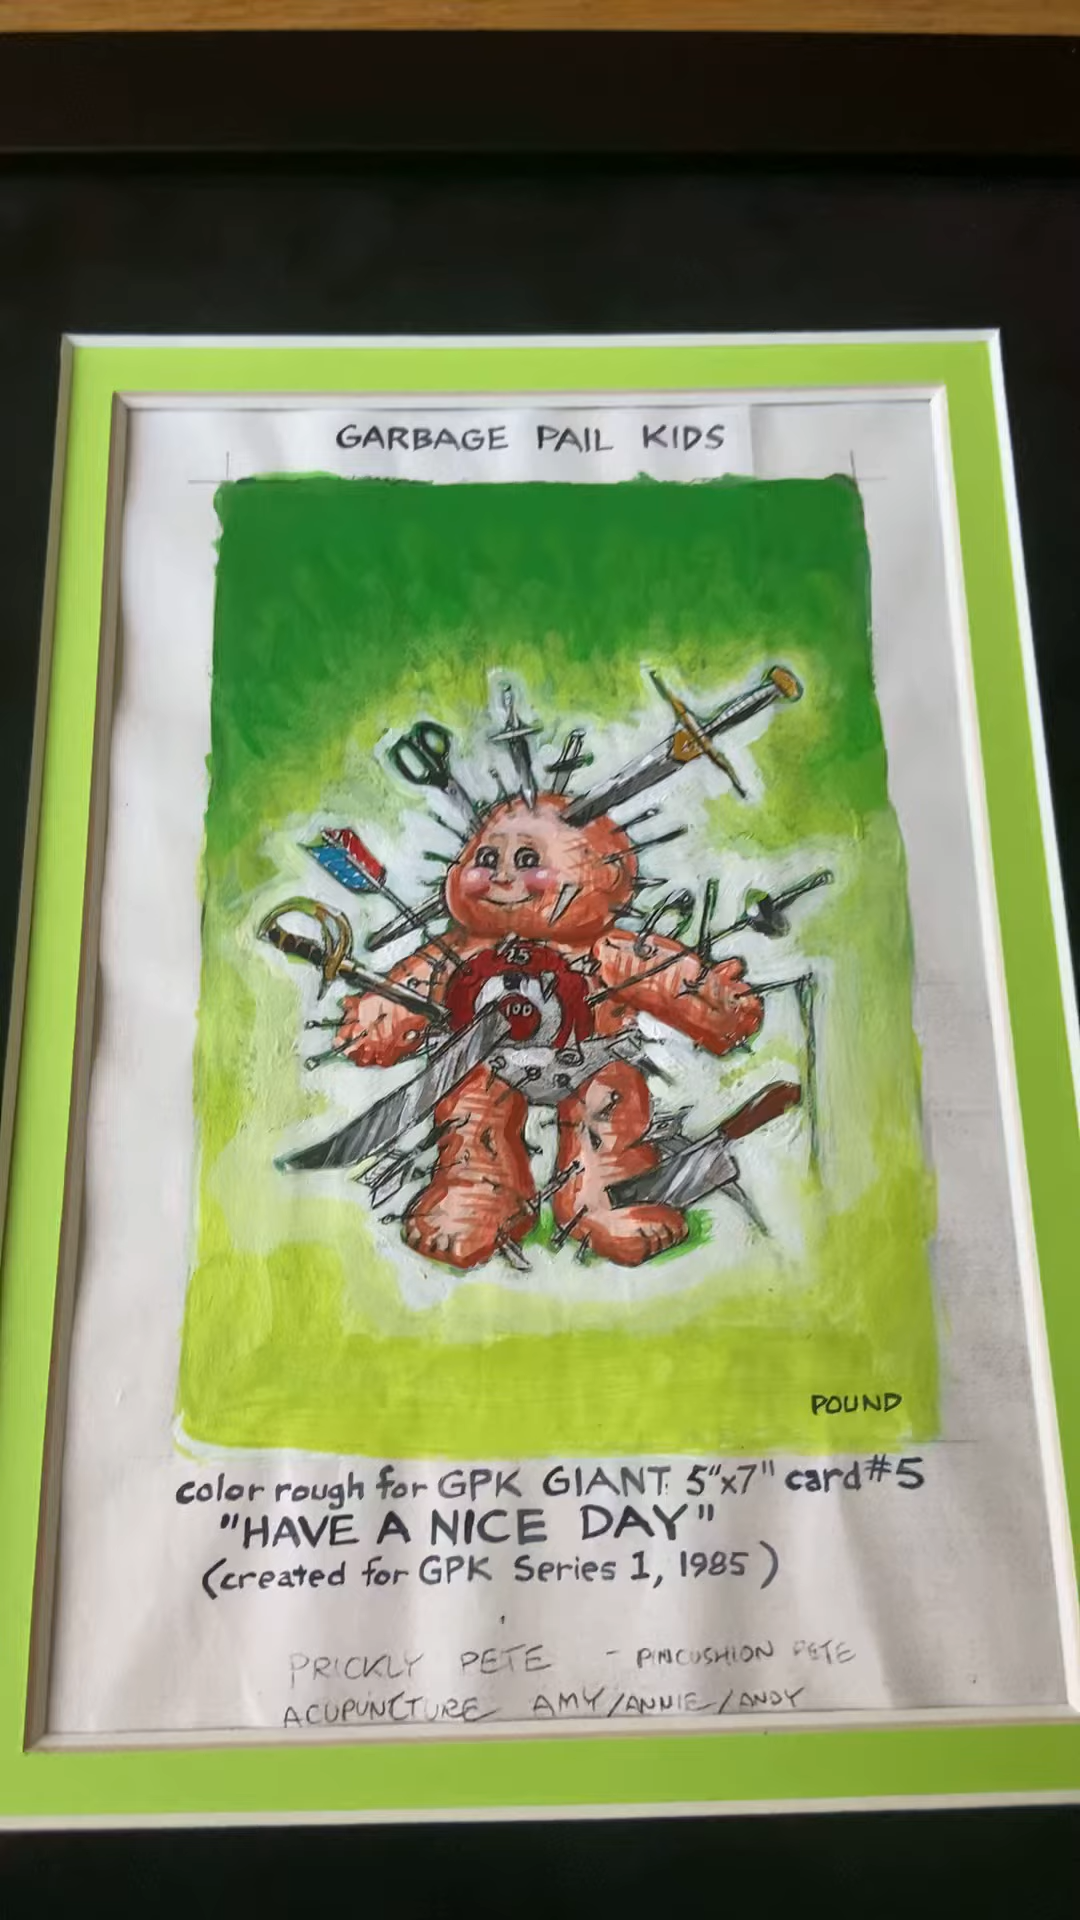 GARBAGE PAIL KIDS
15
100
POUND
color rough for GPK GIANT 5"x7" card #5
"HAVE A NICE DAY"
(created for GPK Series 1, 1985)
PRICKLY PETE - PINCUSHION PETE
ACUPUNCTURE AMY/ANNIE/ANDY